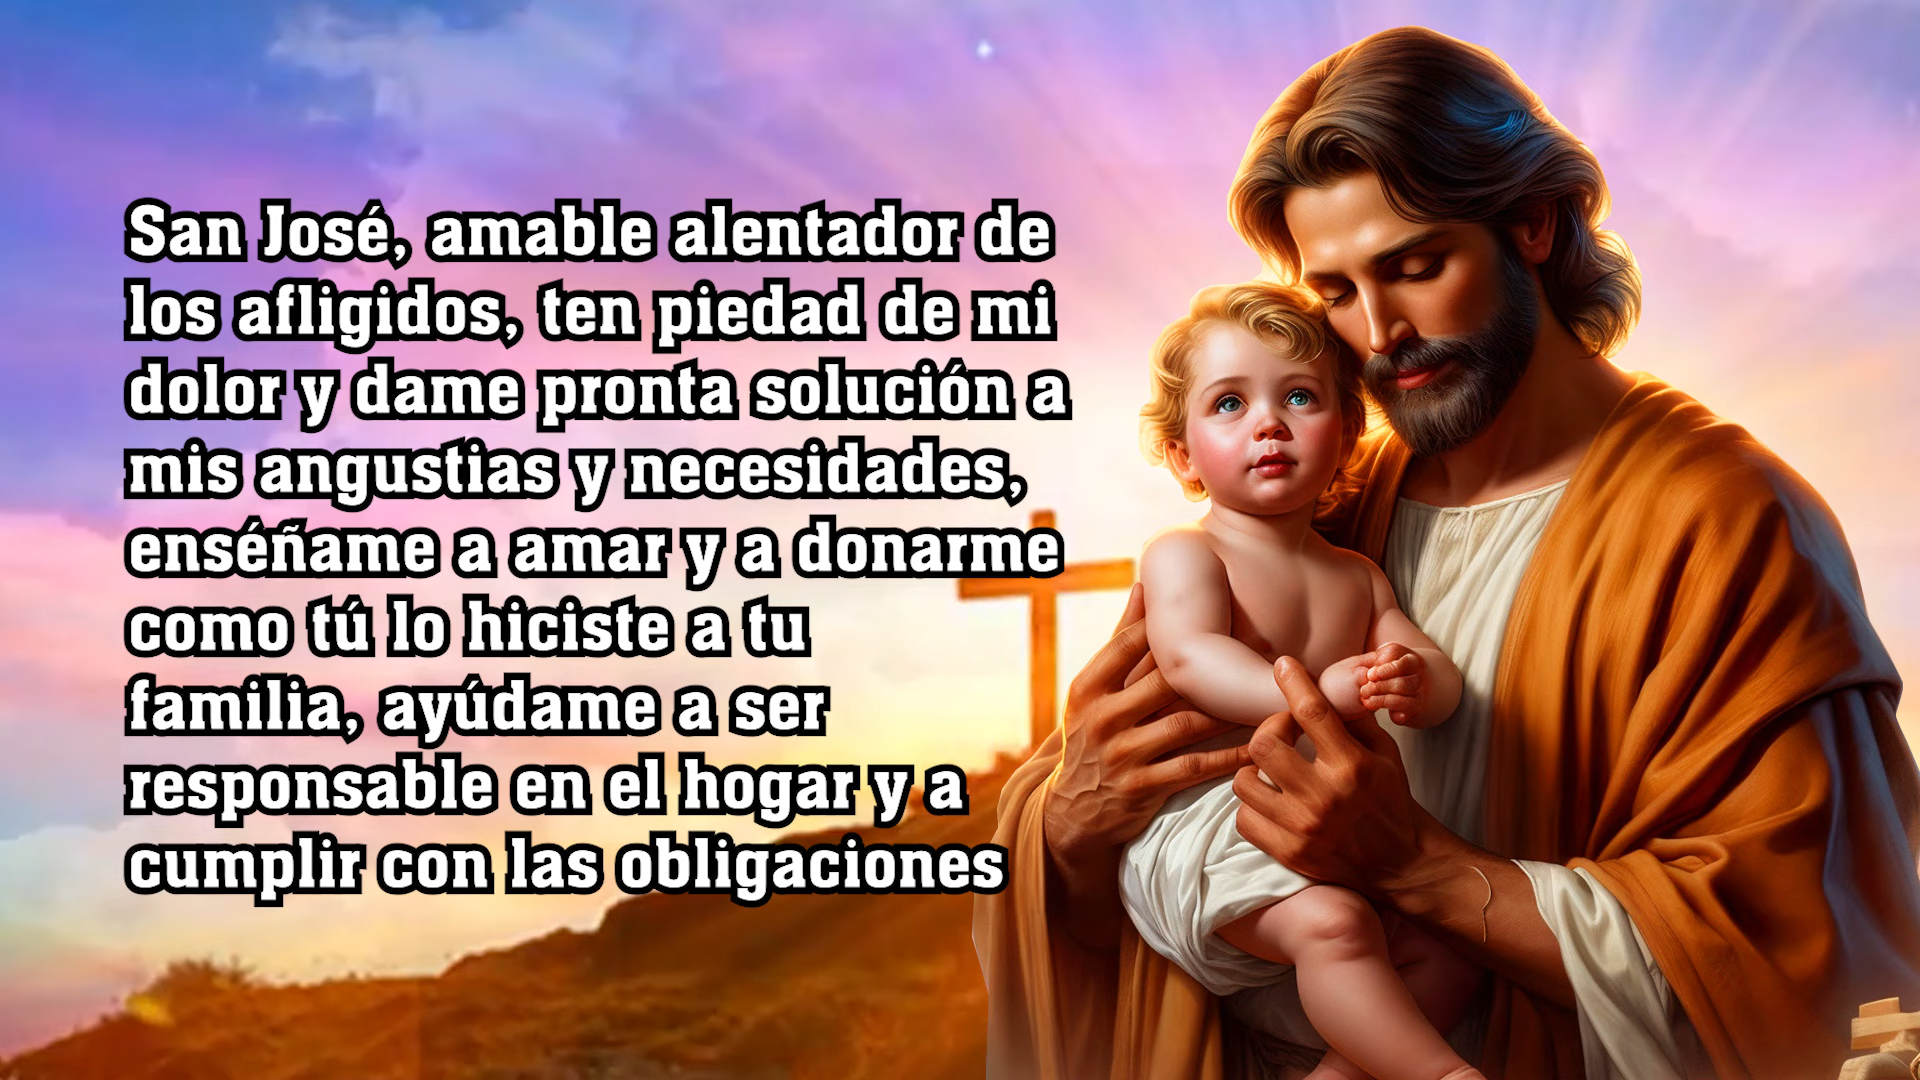 San José, amable alentador de
los afligidos, ten piedad de mi
dolor y dame pronta solución a
mis angustias y necesidades,
enséñame a amar y a donarme
como tú lo hiciste a tu
familia, ayúdame a ser
responsable en el hogar y a
cumplir con las obligaciones